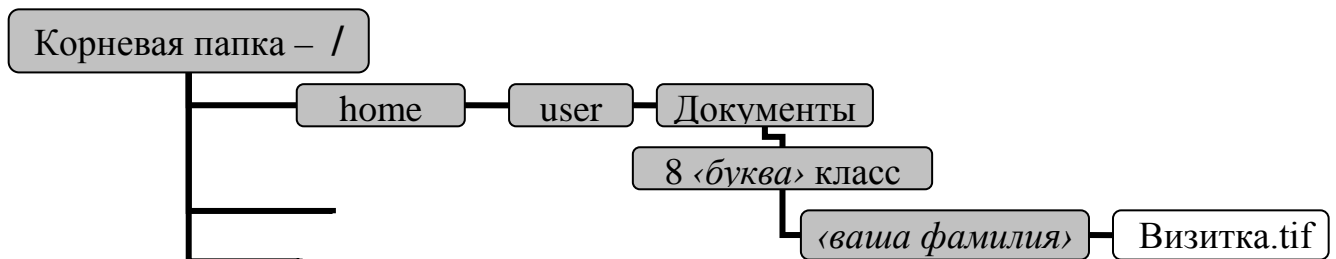 Корневая папка – /
home user Документы
8 ‹буква› класс
‹ваша фамилия› Визитка.tif